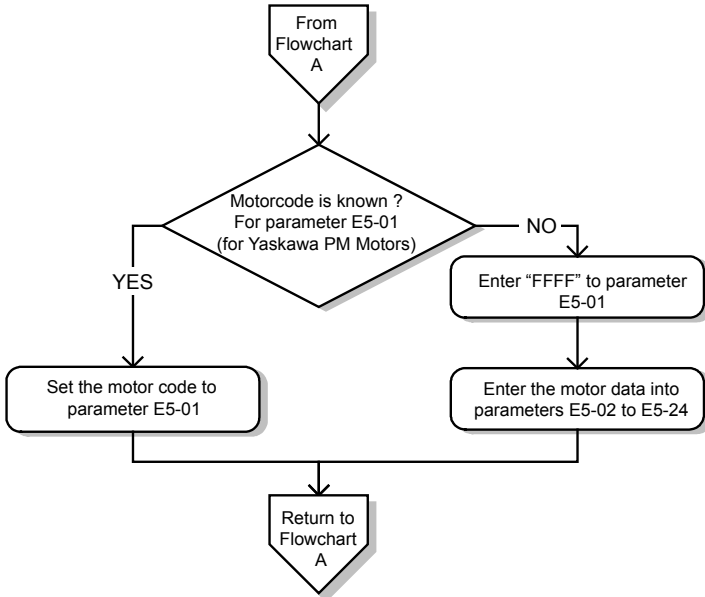 From
Flowchart
A
Motorcode is known ?
For parameter E5-01
(for Yaskawa PM Motors)
NO
YES
Enter “FFFF” to parameter
E5-01
Set the motor code to
parameter E5-01
Enter the motor data into
parameters E5-02 to E5-24
Return to
Flowchart
A